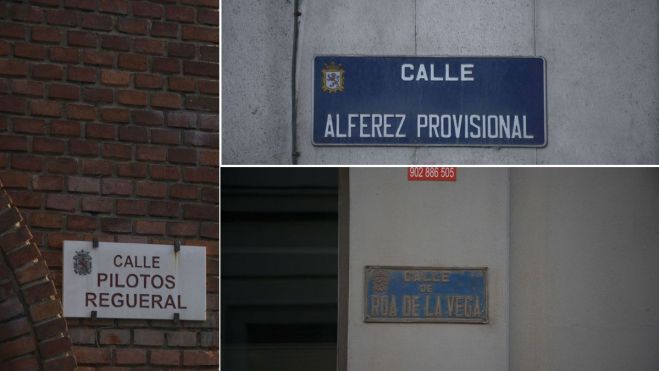 CALLE
PILOTOS
REGUERAL
CALLE
ALFEREZ PROVISIONAL
902 886 505
CALLE
DE
ROA DE LA VEGA